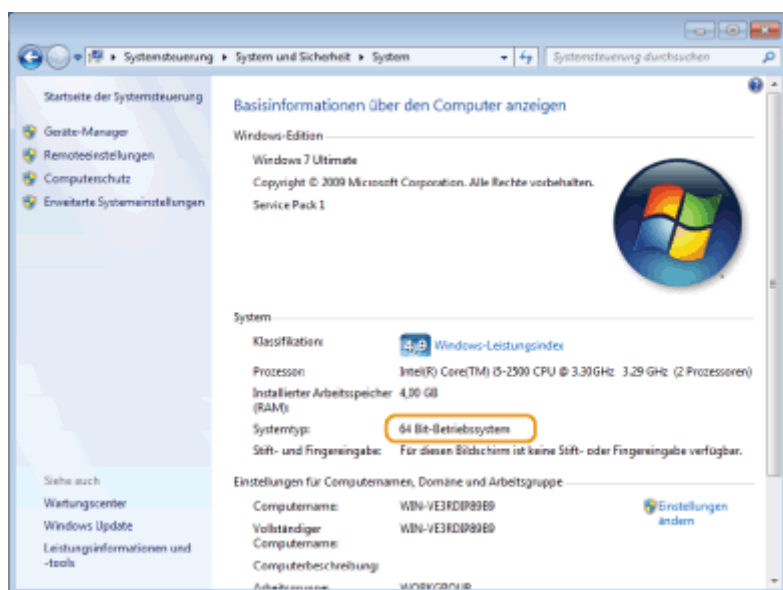 Systemsteuerung ▸ System und Sicherheit ▸ System
Systemsteuerung durchsuchen
Startseite der Systemsteuerung
Geräte-Manager
Remoteeinstellungen
Computerschutz
Erweiterte Systemeinstellungen
Basisinformationen über den Computer anzeigen
Windows-Edition
Windows 7 Ultimate
Copyright © 2009 Microsoft Corporation. Alle Rechte vorbehalten.
Service Pack 1
System
Klassifikation: 4,9 Windows-Leistungsindex
Prozessor: Intel(R) Core(TM) i5-2500 CPU @ 3.30GHz 3.29 GHz (2 Prozessoren)
Installierter Arbeitsspeicher 4,00 GB
(RAM):
Systemtyp: 64 Bit-Betriebssystem
Stift- und Fingereingabe: Für diesen Bildschirm ist keine Stift- oder Fingereingabe verfügbar.
Einstellungen für Computernamen, Domäne und Arbeitsgruppe
Computername:
Einstellungen
ändern
Vollständiger
Computername:
Computerbeschreibung:
Arbeitsgruppe: WORKGROUP
Siehe auch
Wartungscenter
Windows Update
Leistungsinformationen und
-tools